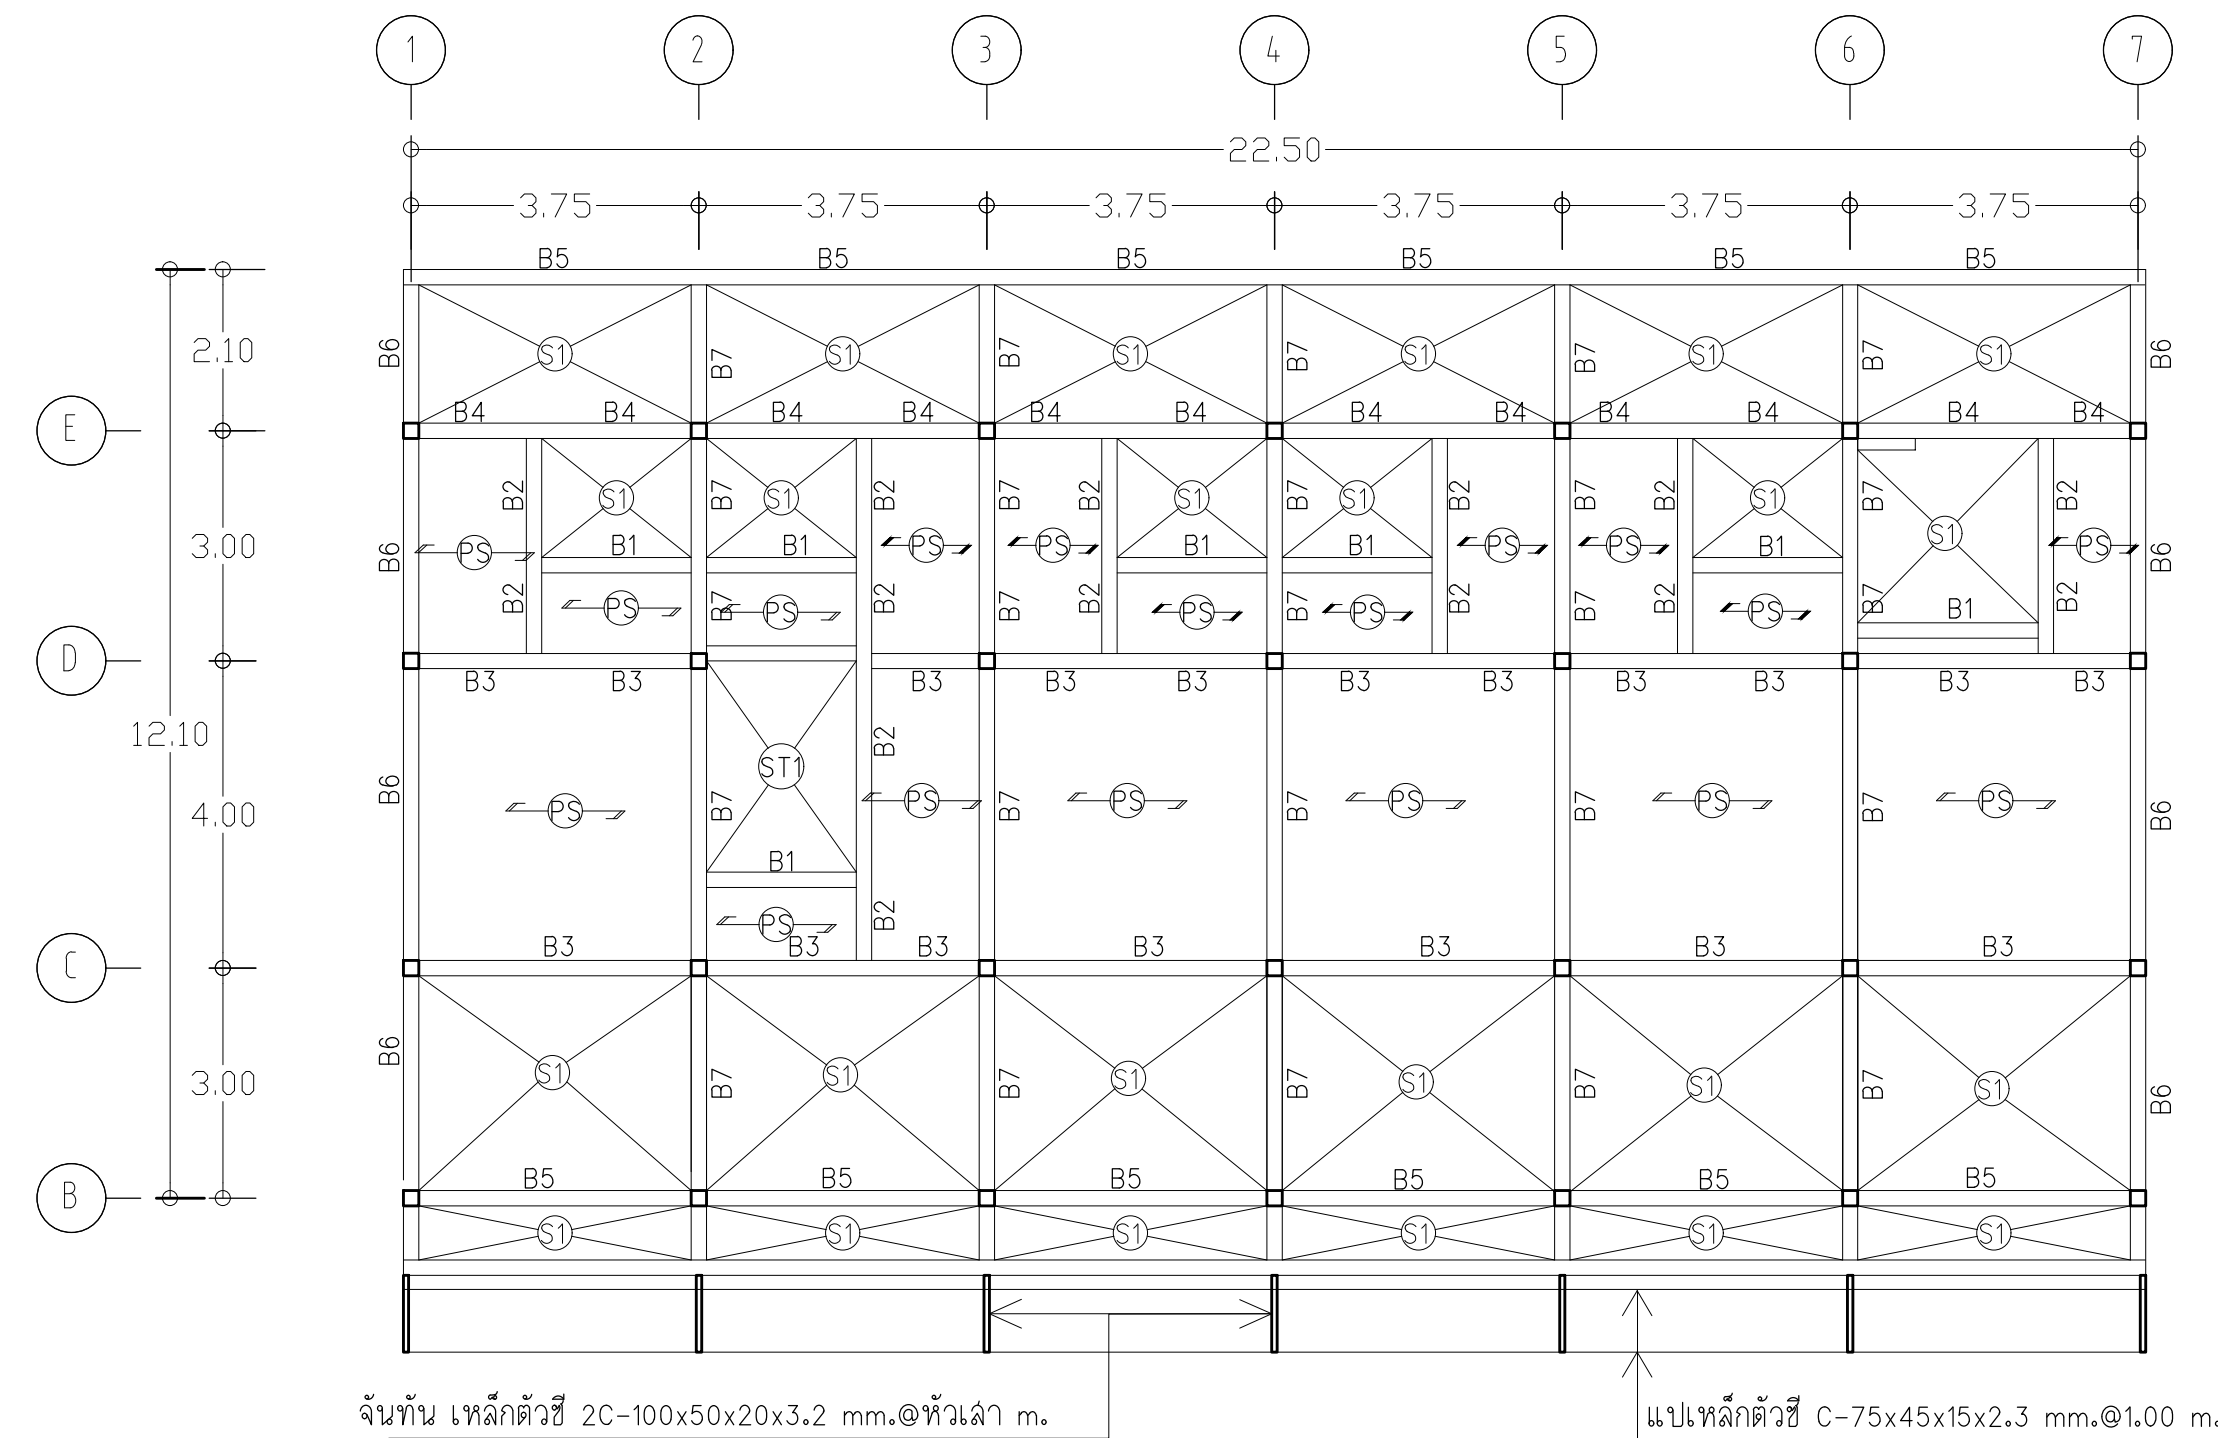 1 2 3 4 5 6 7
22.50
3.75 3.75 3.75 3.75 3.75 3.75
B5 B5 B5 B5 B5 B5
2.10
B6 S1 B7 S1 B7 S1 B7 S1 B7 S1 B7 S1 B6
B4 B4 B4 B4 B4 B4 B4 B4 B4 B4 B4 B4
E
B2 S1 B7 S1 B2 B7 B2 S1 B7 S1 B2 B7 B2 S1 B7 B2
3.00
B6 PS B1 B1 PS PS B1 B1 PS PS B1 S1 PS B6
B2 PS B7 PS B2 B7 B2 PS B7 PS B2 B7 B2 PS B7 B1 B2
D
B3 B3 B3 B3 B3 B3 B3 B3 B3 B3 B3
12.10
B2
ST1
4.00
B6 PS B7 PS B7 PS B7 PS B7 PS B7 PS B6
B1
PS B2
B3 B3 B3 B3 B3 B3 B3
C
3.00
B6 S1 B7 S1 B7 S1 B7 S1 B7 S1 B7 S1 B6
B5 B5 B5 B5 B5 B5
B
S1 S1 S1 S1 S1 S1
จันทัน เหล็กตัวซี 2C-100x50x20x3.2 mm.@หัวเสา m.
แปเหล็กตัวซี C-75x45x15x2.3 mm.@1.00 m.